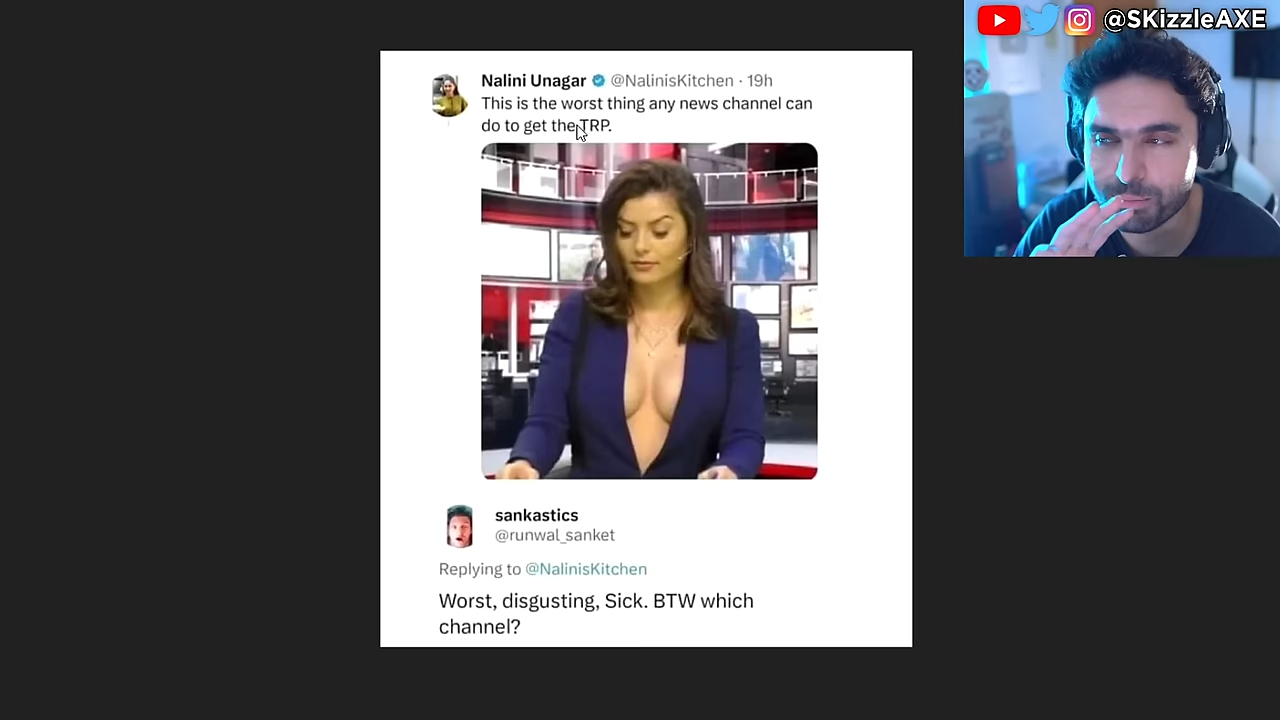 @SKizzleAXE
Nalini Unagar @NalinisKitchen · 19h
This is the worst thing any news channel can
do to get the TRP.
sankastics
@runwal_sanket
Replying to @NalinisKitchen
Worst, disgusting, Sick. BTW which
channel?